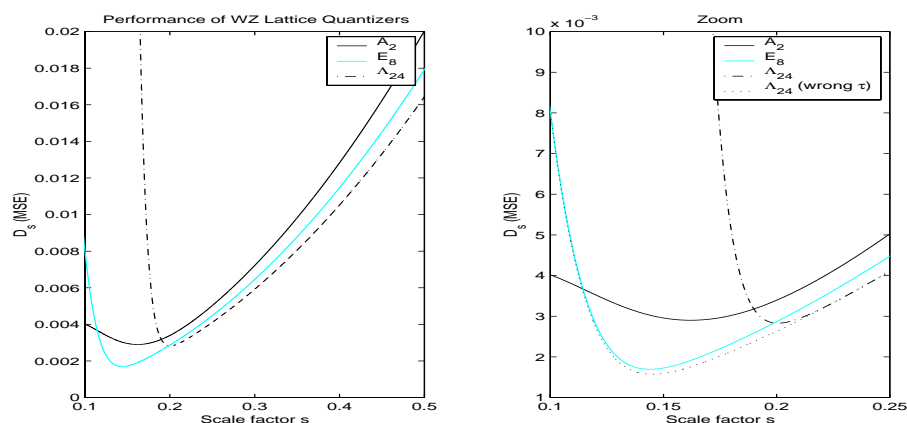 Performance of WZ Lattice Quantizers
0.02
0.018
0.016
0.014
0.012
0.01
0.008
0.006
0.004
0.002
0
D_s (MSE)
0.1 0.2 0.3 0.4 0.5
Scale factor s
A_2
E_8
Λ_24
Zoom
x 10^−3
10
9
8
7
6
5
4
3
2
1
D_s (MSE)
0.1 0.15 0.2 0.25
Scale factor s
A_2
E_8
Λ_24
Λ_24 (wrong τ)